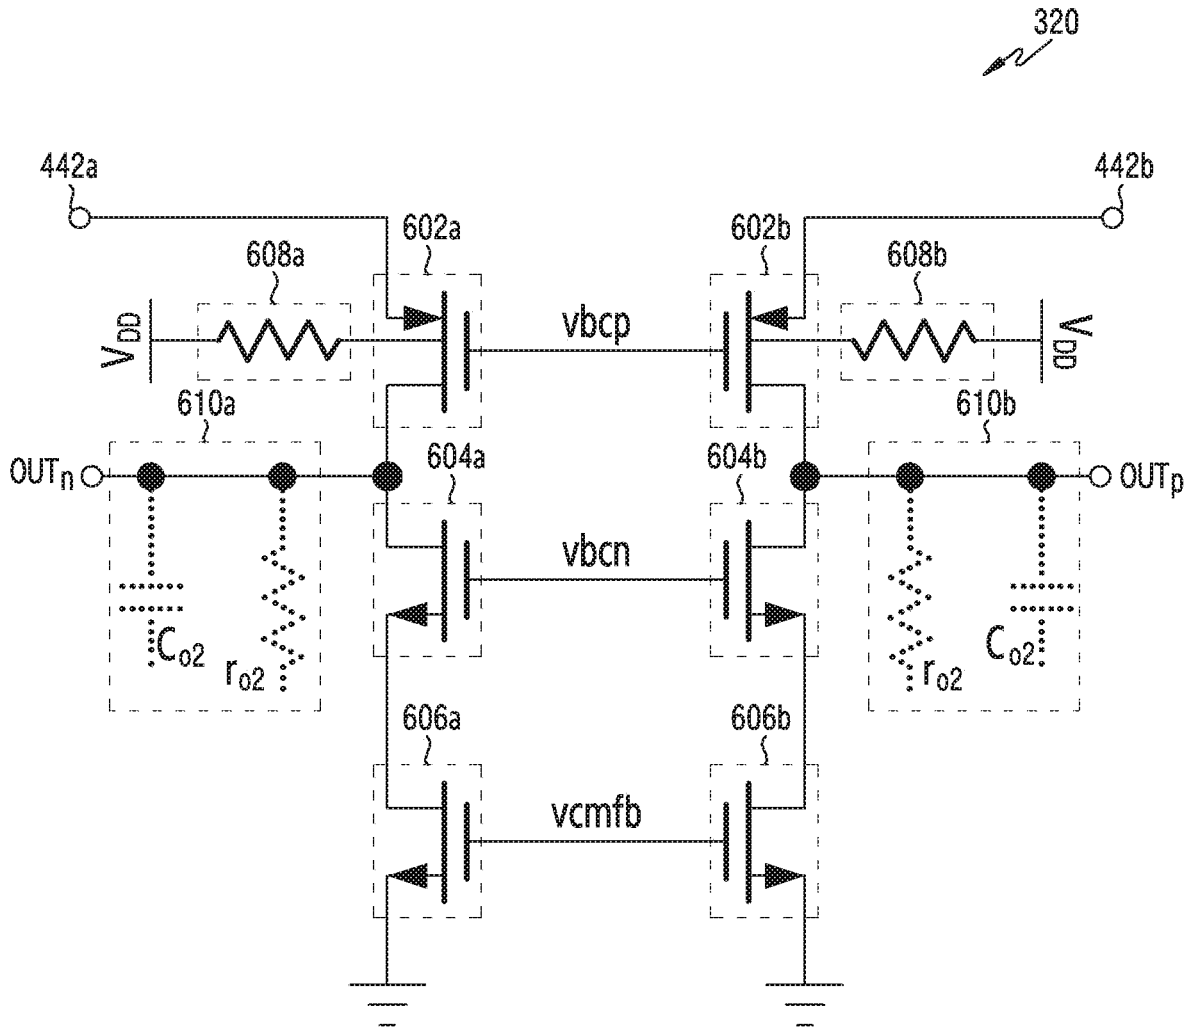 320
442a
442b
602a
602b
608a
608b
VDD
vbcp
VDD
610a
610b
OUTn
604a
604b
OUTp
vbcn
Co2
ro2
ro2
Co2
606a
606b
vcmfb